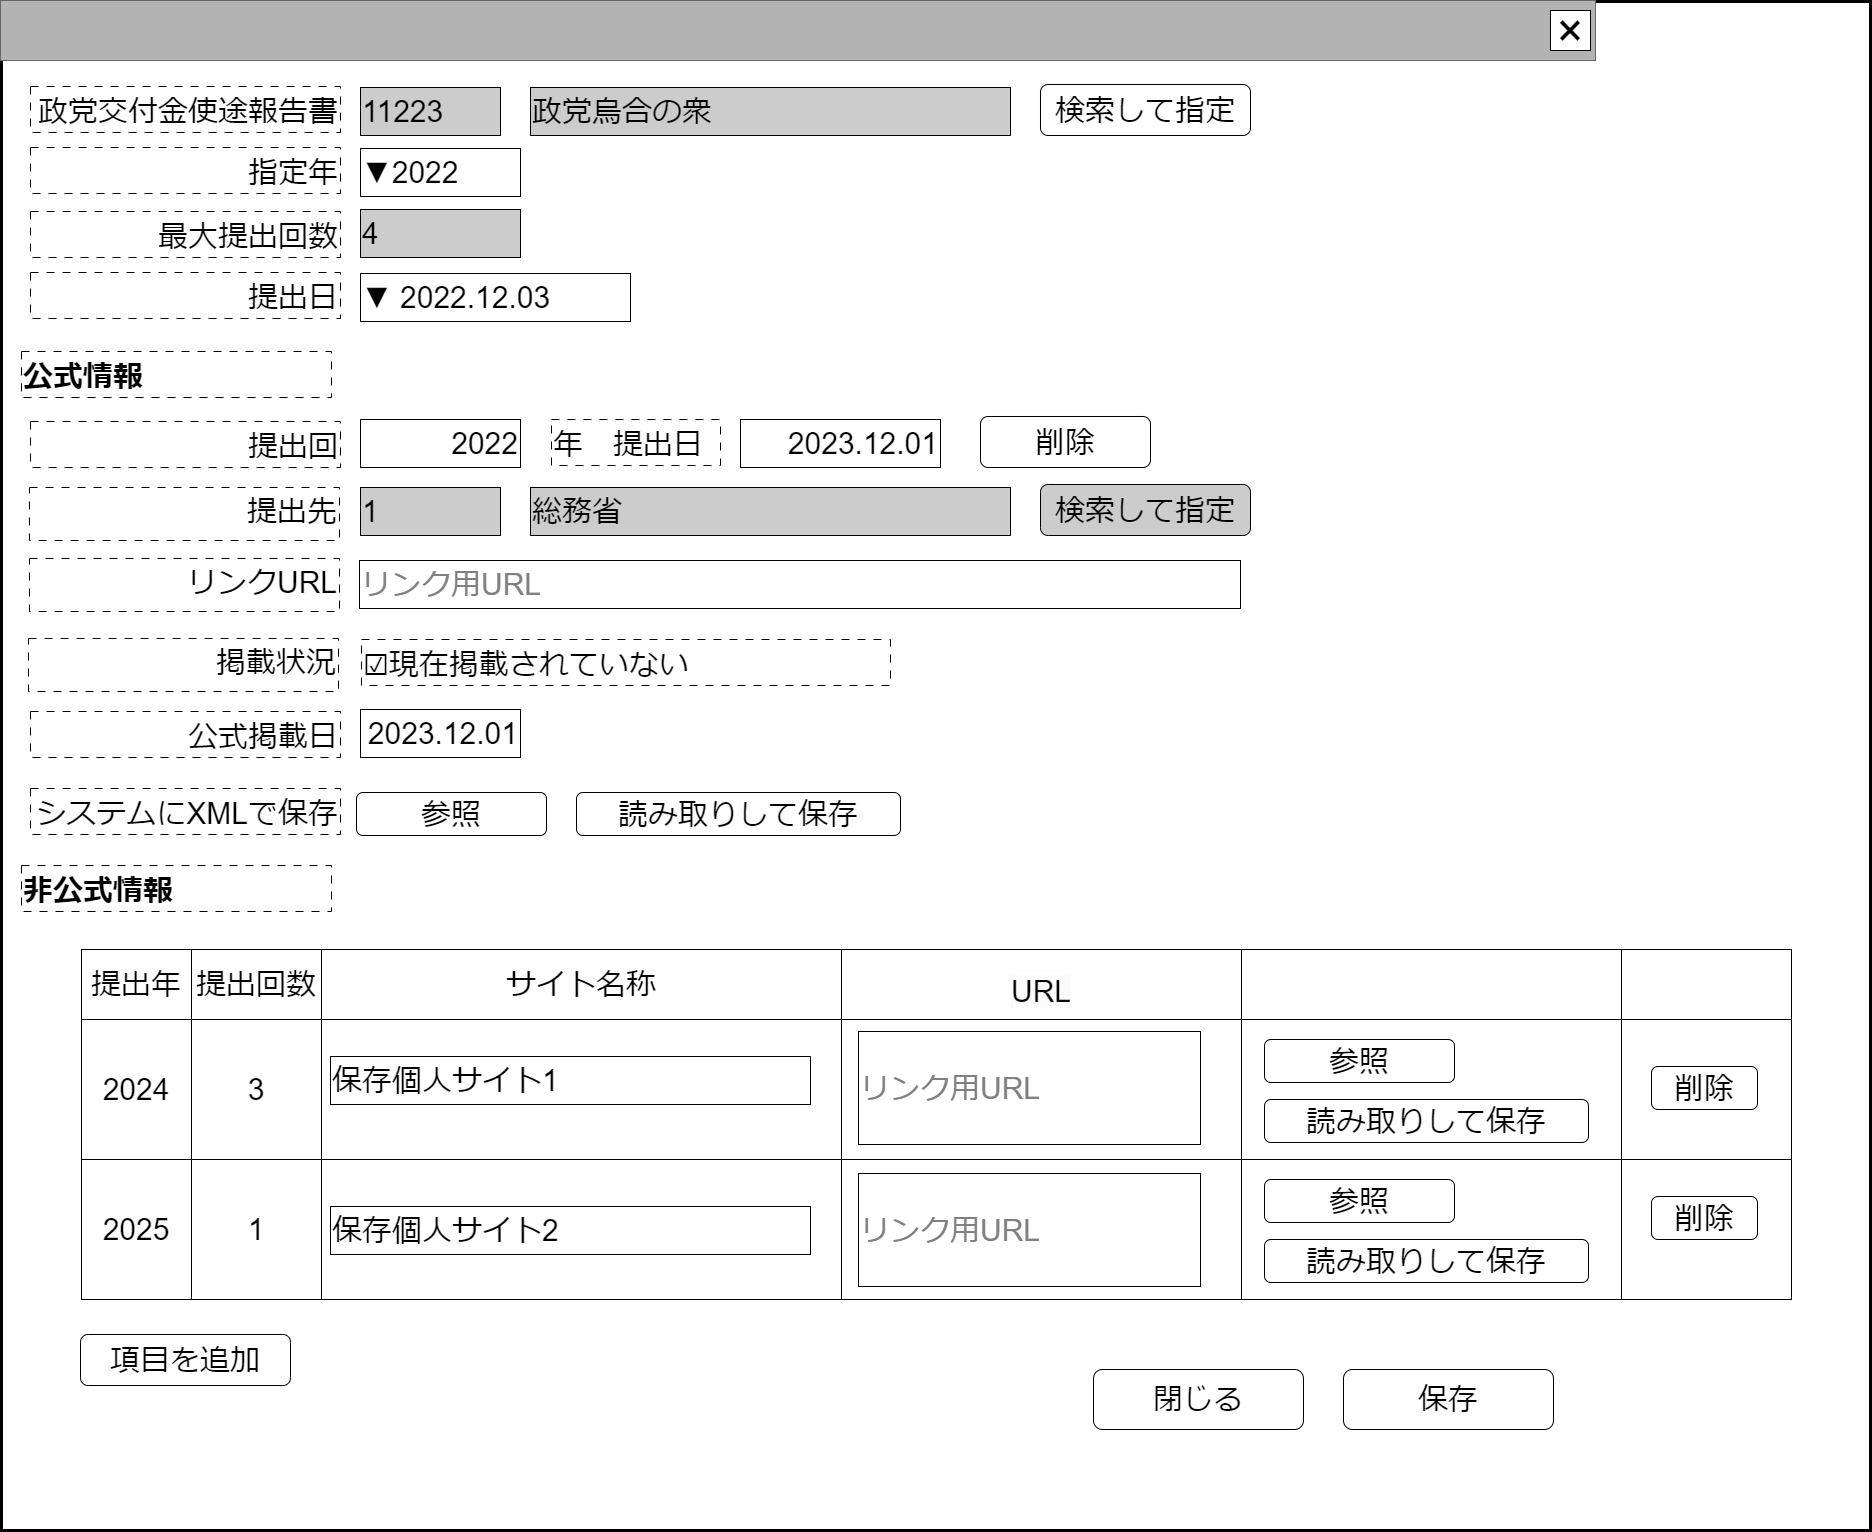 ×
政党交付金使途報告書 11223 政党烏合の衆 検索して指定
指定年 ▼2022
最大提出回数 4
提出日 ▼ 2022.12.03
公式情報
提出回 2022 年　提出日 2023.12.01 削除
提出先 1 総務省 検索して指定
リンクURL リンク用URL
掲載状況 ☑現在掲載されていない
公式掲載日 2023.12.01
システムにXMLで保存 参照 読み取りして保存
非公式情報
提出年 提出回数 サイト名称 URL
2024 3 保存個人サイト1 リンク用URL 参照 読み取りして保存 削除
2025 1 保存個人サイト2 リンク用URL 参照 読み取りして保存 削除
項目を追加
閉じる 保存